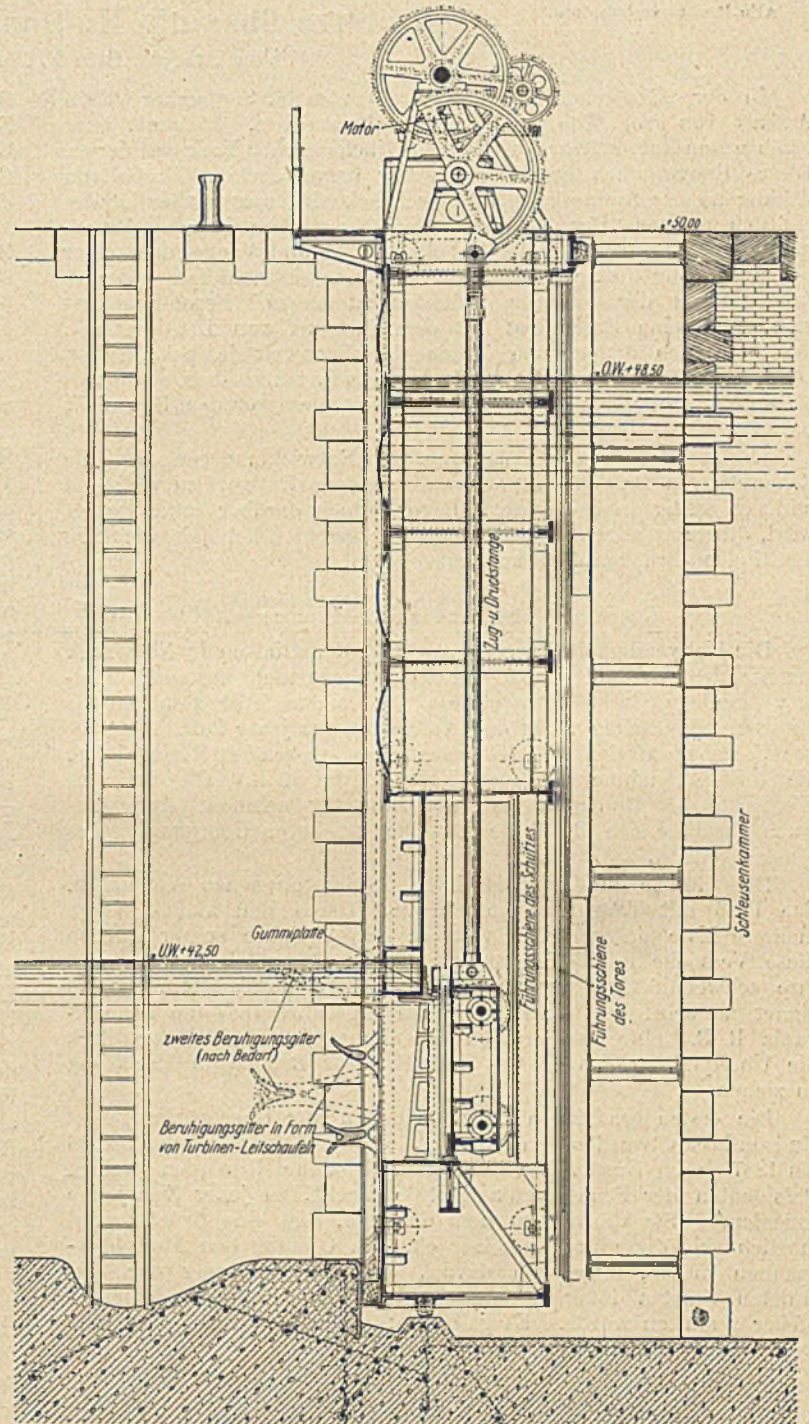 Motor
+50,00
O.W.+48,50
Zug-u. Druckstange
Führungsschiene des Schützes
Schleusenkammer
Gummiplatte
U.W.+42,50
Führungsschiene
des Tores
zweites Beruhigungsgitter
(nach Bedarf)
Beruhigungsgitter in Form
von Turbinen-Leitschaufeln